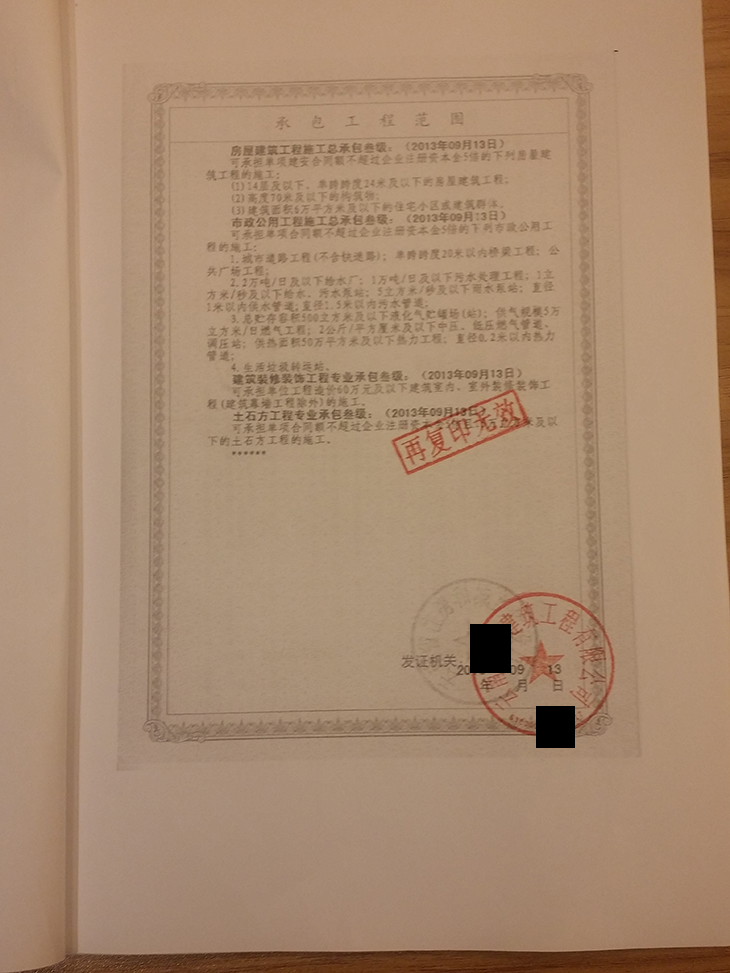 承包工程范围
房屋建筑工程施工总承包叁级：（2013年09月13日）
可承担单项建安合同额不超过企业注册资本金5倍的下列房屋建
筑工程的施工：
(1)14层及以下、单跨跨度24米及以下的房屋建筑工程；
(2)高度70米及以下的构筑物；
(3)建筑面积6万平方米及以下的住宅小区或建筑群体。
市政公用工程施工总承包叁级：（2013年09月13日）
可承担单项合同额不超过企业注册资本金5倍的下列市政公用工
程的施工：
1.城市道路工程(不含快速路)；单跨跨度20米以内桥梁工程；公
共广场工程；
2.2万吨/日及以下给水厂；1万吨/日及以下污水处理工程；1立
方米/秒及以下给水、污水泵站；5立方米/秒及以下雨水泵站；直径
1米以内供水管道;直径1.5米以内污水管道；
3.总贮存容积500立方米及以下液化气贮罐场(站)；供气规模5万
立方米/日燃气工程；2公斤/平方厘米及以下中压、低压燃气管道、
调压站；供热面积50万平方米及以下热力工程；直径0.2米以内热力
管道；
4.生活垃圾转运站。
建筑装修装饰工程专业承包叁级：（2013年09月13日）
可承担单位工程造价60万元及以下建筑室内、室外装修装饰工
程(建筑幕墙工程除外)的施工。
土石方工程专业承包叁级：（2013年09月13日）
可承担单项合同额不超过企业注册资本金5倍且 米及以
下的土石方工程的施工。
******
再复印无效
建筑工程有限公司
发证机关
20 09 13
年 月 日